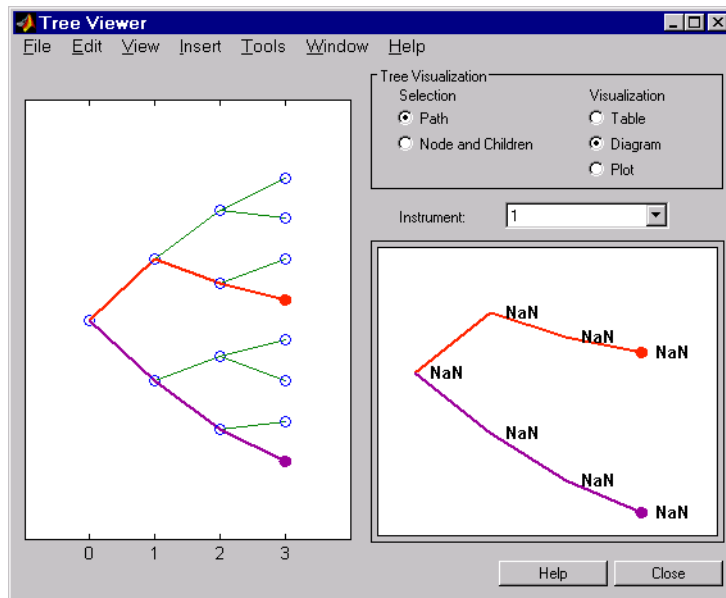 Tree Viewer
File Edit View Insert Tools Window Help
Tree Visualization
Selection Visualization
Path Table
Node and Children Diagram
Plot
Instrument: 1
NaN
NaN
NaN
NaN
NaN
NaN
NaN
0 1 2 3
Help Close